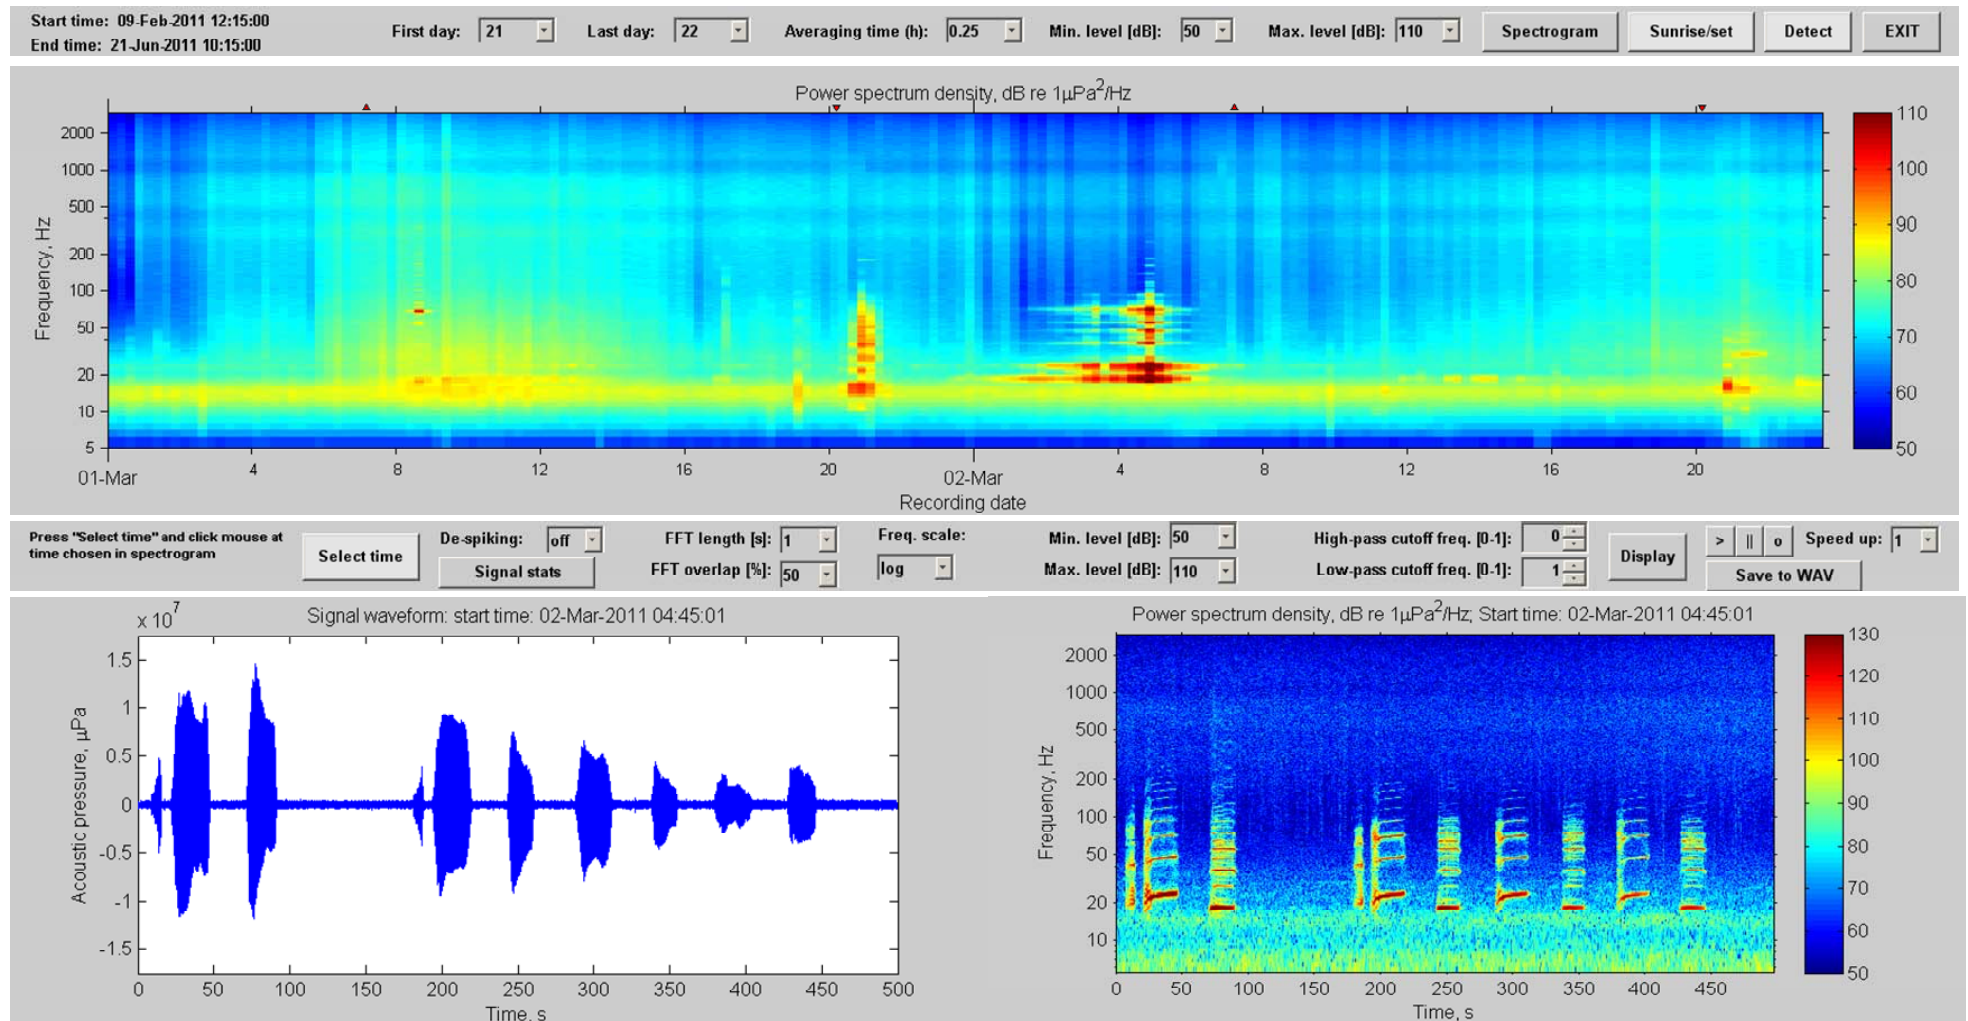 Start time: 09-Feb-2011 12:15:00
End time: 21-Jun-2011 10:15:00
First day: 21 Last day: 22 Averaging time (h): 0.25 Min. level [dB]: 50 Max. level [dB]: 110 Spectrogram Sunrise/set Detect EXIT
Power spectrum density, dB re 1µPa²/Hz
Frequency, Hz
2000
1000
500
200
100
50
20
10
5
01-Mar 4 8 12 16 20 02-Mar 4 8 12 16 20
Recording date
110
100
90
80
70
60
50
Press "Select time" and click mouse at
time chosen in spectrogram
Select time
De-spiking: off
Signal stats
FFT length [s]: 1
FFT overlap [%]: 50
Freq. scale:
log
Min. level [dB]: 50
Max. level [dB]: 110
High-pass cutoff freq. [0-1]: 0
Low-pass cutoff freq. [0-1]: 1
Display
> || o Speed up: 1
Save to WAV
x 10⁷
Signal waveform: start time: 02-Mar-2011 04:45:01
Acoustic pressure, µPa
1.5
1
0.5
0
-0.5
-1
-1.5
0 50 100 150 200 250 300 350 400 450 500
Time, s
Power spectrum density, dB re 1µPa²/Hz; Start time: 02-Mar-2011 04:45:01
Frequency, Hz
2000
1000
500
200
100
50
20
10
0 50 100 150 200 250 300 350 400 450
Time, s
130
120
110
100
90
80
70
60
50